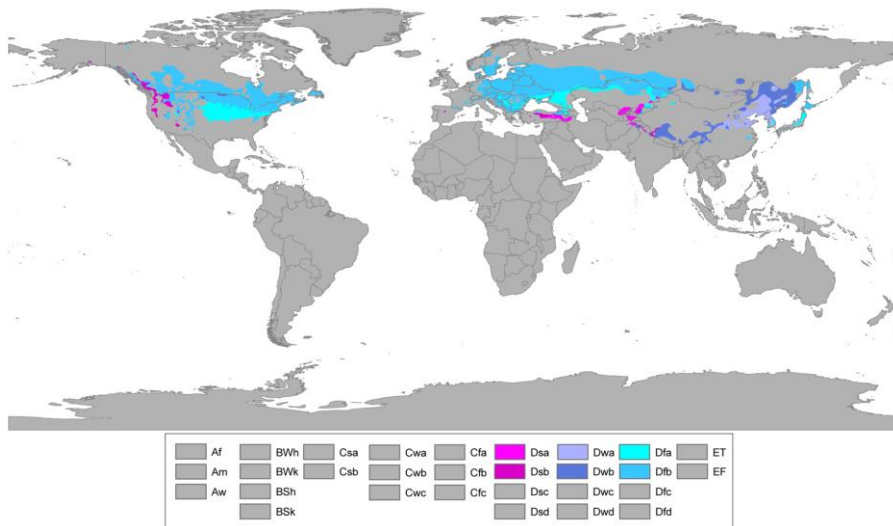 Af BWh Csa Cwa Cfa Dsa Dwa Dfa ET
Am BWk Csb Cwb Cfb Dsb Dwb Dfb EF
Aw BSh Cwc Cfc Dsc Dwc Dfc
BSk Dsd Dwd Dfd